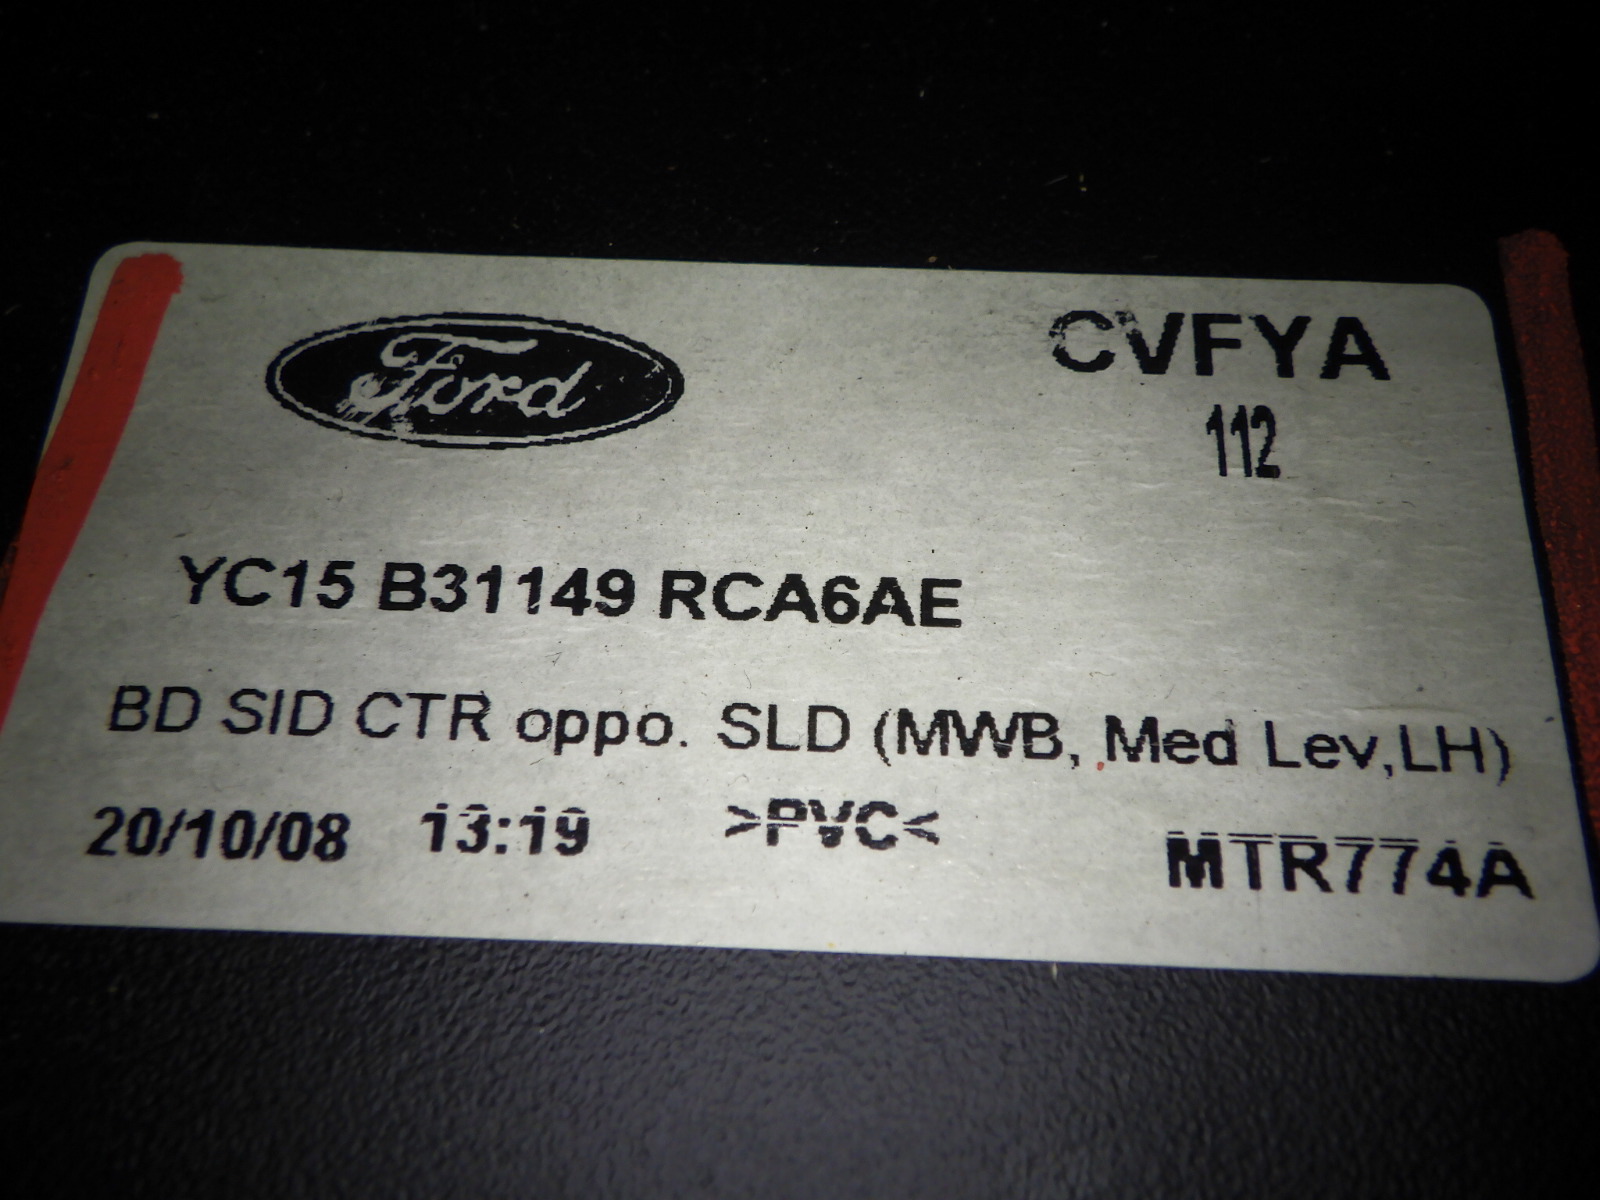 Ford
CVFYA
112
YC15 B31149 RCA6AE
BD SID CTR oppo. SLD (MWB, Med Lev,LH)
20/10/08 13:19 >PVC< MTR774A